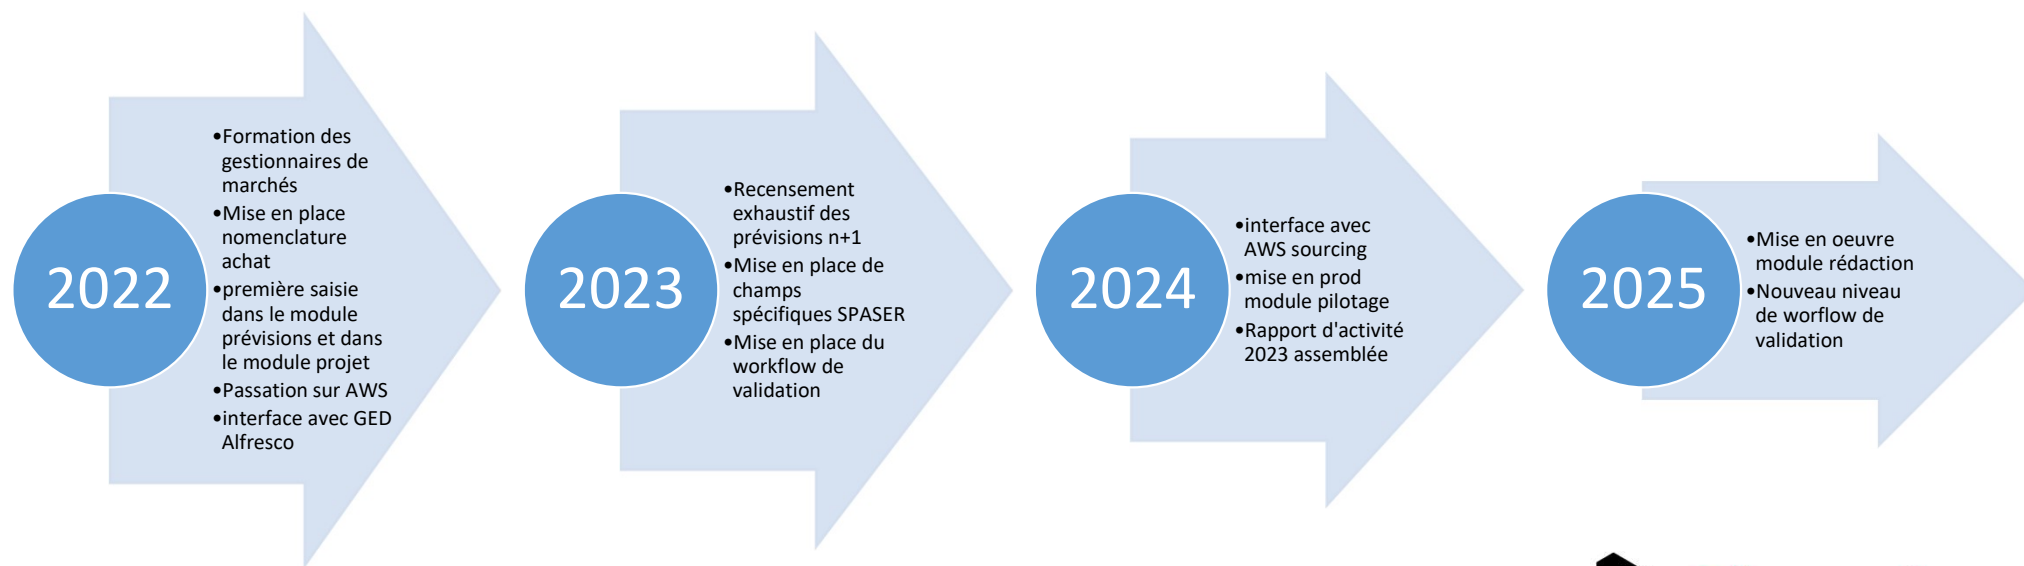 2022
•Formation des
gestionnaires de
marchés
•Mise en place
nomenclature
achat
•première saisie
dans le module
prévisions et dans
le module projet
•Passation sur AWS
•interface avec GED
Alfresco
2023
•Recensement
exhaustif des
prévisions n+1
•Mise en place de
champs
spécifiques SPASER
•Mise en place du
workflow de
validation
2024
•interface avec
AWS sourcing
•mise en prod
module pilotage
•Rapport d'activité
2023 assemblée
2025
•Mise en oeuvre
module rédaction
•Nouveau niveau
de worflow de
validation